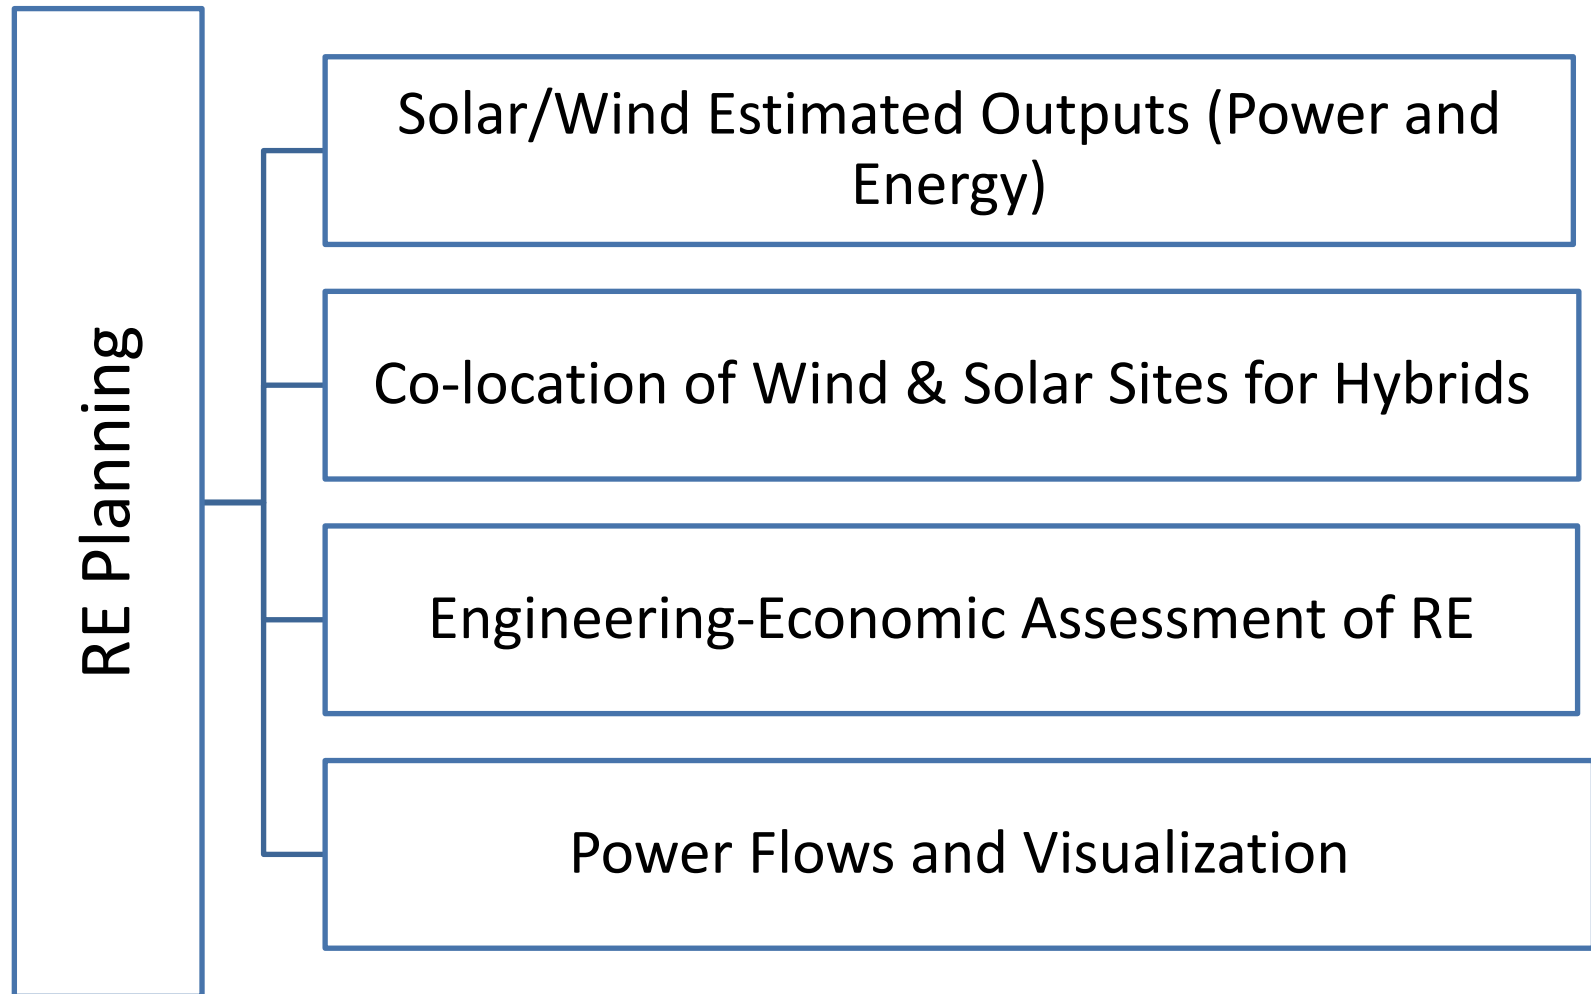 RE Planning
Solar/Wind Estimated Outputs (Power and
Energy)
Co-location of Wind & Solar Sites for Hybrids
Engineering-Economic Assessment of RE
Power Flows and Visualization